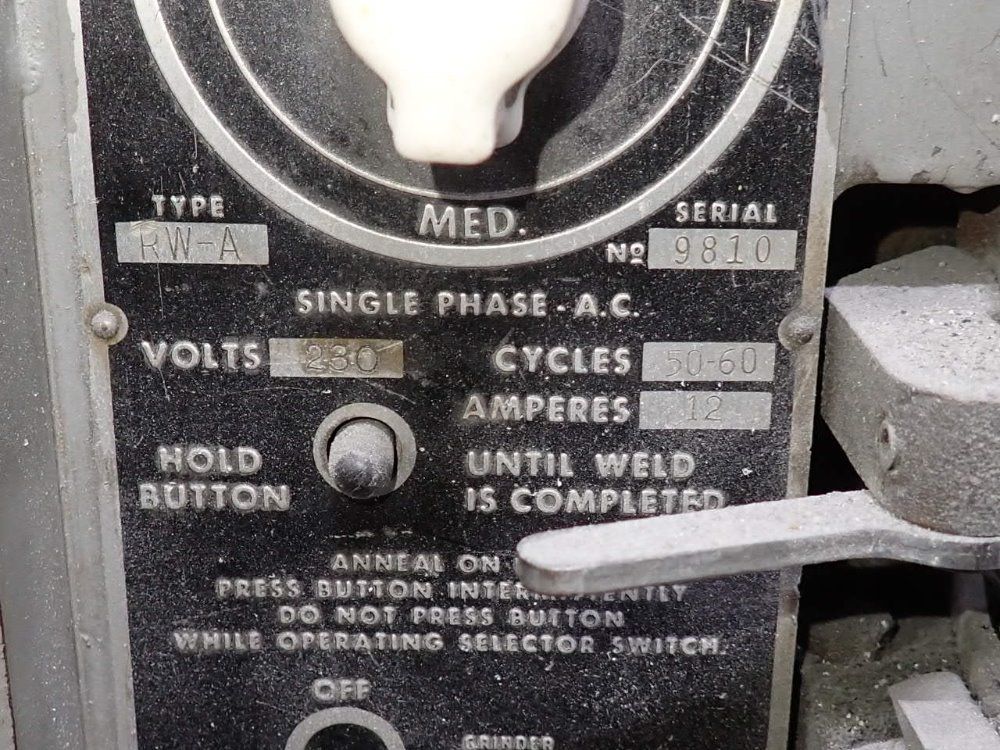 MED.
TYPE
RW-A
SERIAL
Nº 9810
SINGLE PHASE - A.C.
VOLTS 230
CYCLES 50-60
AMPERES 12
HOLD BUTTON
UNTIL WELD
IS COMPLETED
ANNEAL ON
PRESS BUTTON INTERMITTENTLY
DO NOT PRESS BUTTON
WHILE OPERATING SELECTOR SWITCH.
OFF
GRINDER